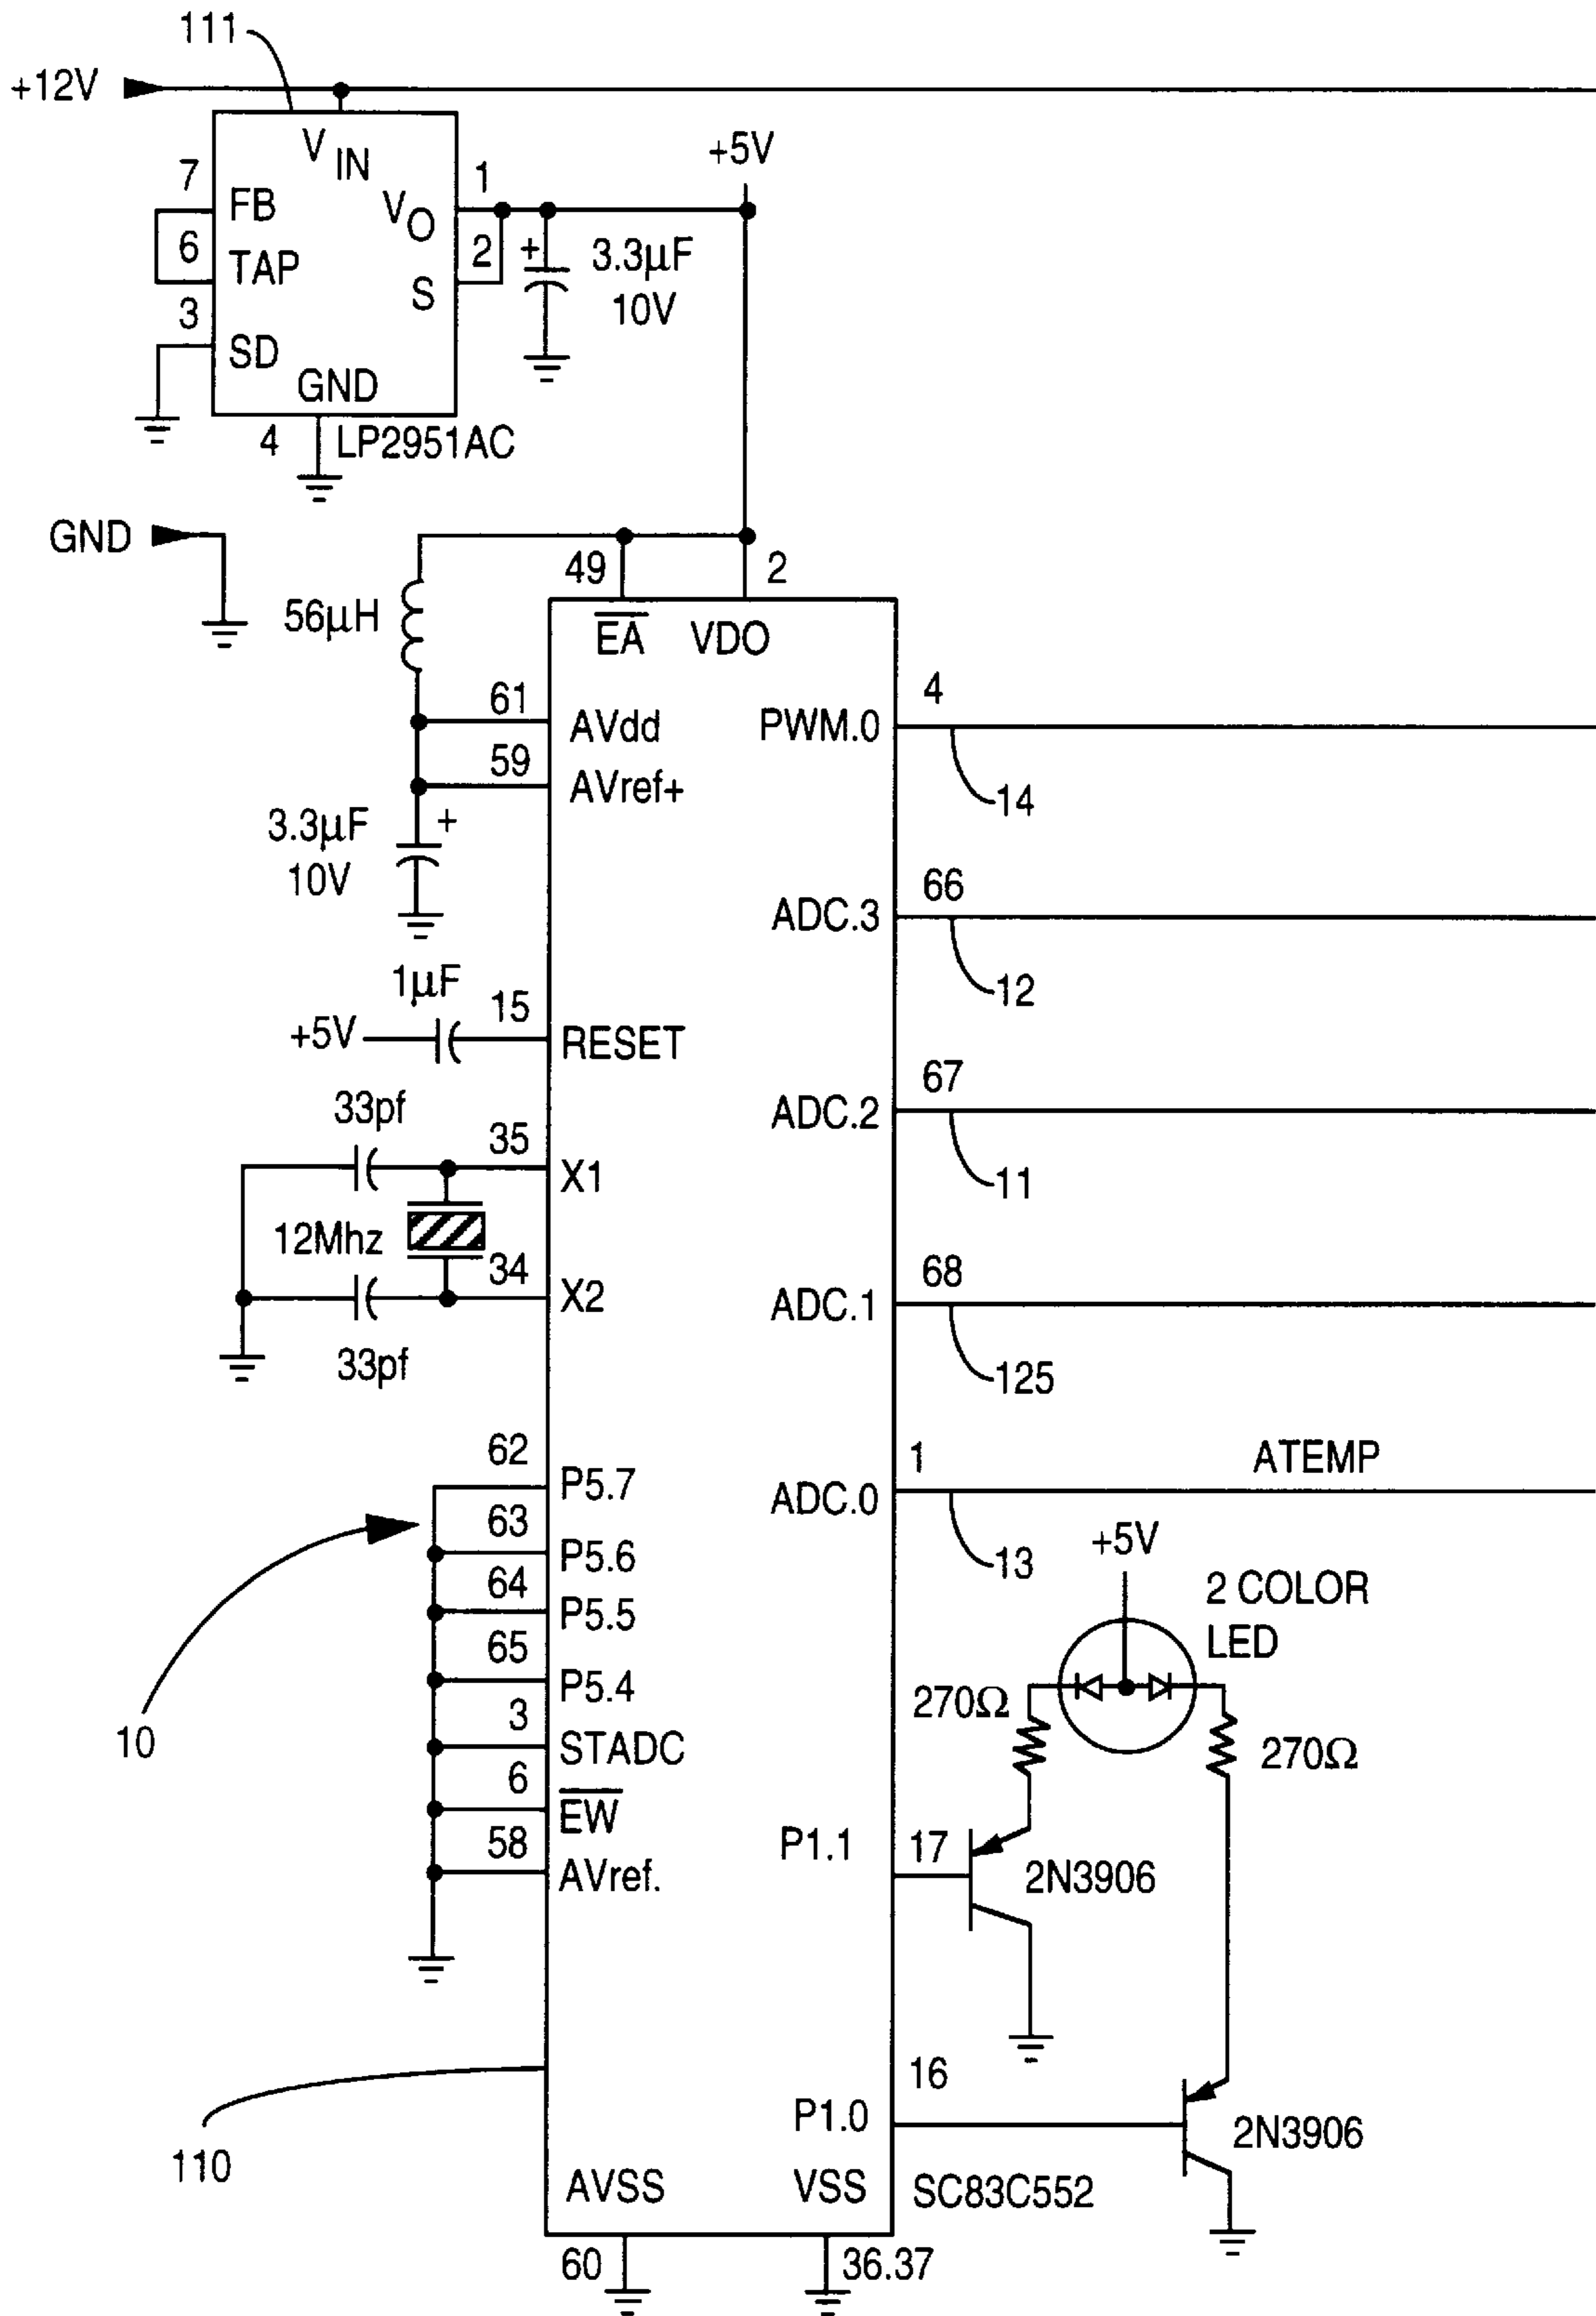 111
+12V
V IN
7
FB
6
TAP
3
SD
GND
4
LP2951AC
1
VO
2
S
+
3.3µF
10V
+5V
GND
56µH
49
2
EA
VDO
61
AVdd
59
AVref+
3.3µF
10V
+
1µF
15
+5V
RESET
33pf
35
X1
12Mhz
34
X2
33pf
62
P5.7
63
P5.6
64
P5.5
65
P5.4
3
STADC
6
EW
58
AVref.
10
110
4
PWM.0
14
66
ADC.3
12
67
ADC.2
11
68
ADC.1
125
1
ATEMP
ADC.0
13
+5V
2 COLOR
LED
270Ω
270Ω
P1.1
17
2N3906
16
P1.0
2N3906
AVSS
VSS
SC83C552
60
36.37